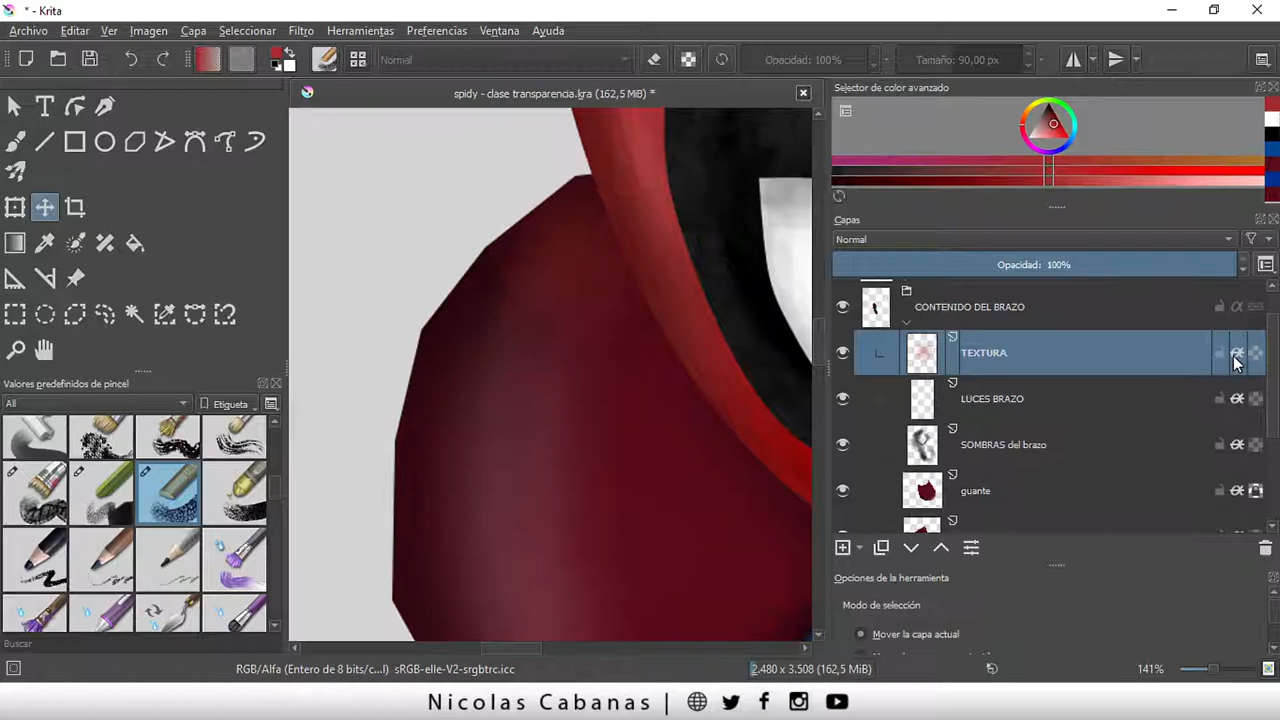 * - Krita
Archivo Editar Ver Imagen Capa Seleccionar Filtro Herramientas Preferencias Ventana Ayuda
Normal Opacidad: 100% Tamaño: 90,00 px
spidy - clase transparencia.kra (162,5 MiB) *
Selector de color avanzado
Capas
Normal
Opacidad: 100%
CONTENIDO DEL BRAZO
TEXTURA
LUCES BRAZO
SOMBRAS del brazo
guante
Valores predefinidos de pincel
All Etiqueta
Opciones de la herramienta
Modo de selección
Mover la capa actual
Buscar
RGB/Alfa (Entero de 8 bits/c...l) sRGB-elle-V2-srgbtrc.icc 2.480 x 3.508 (162,5 MiB) 141%
Nicolas Cabanas |